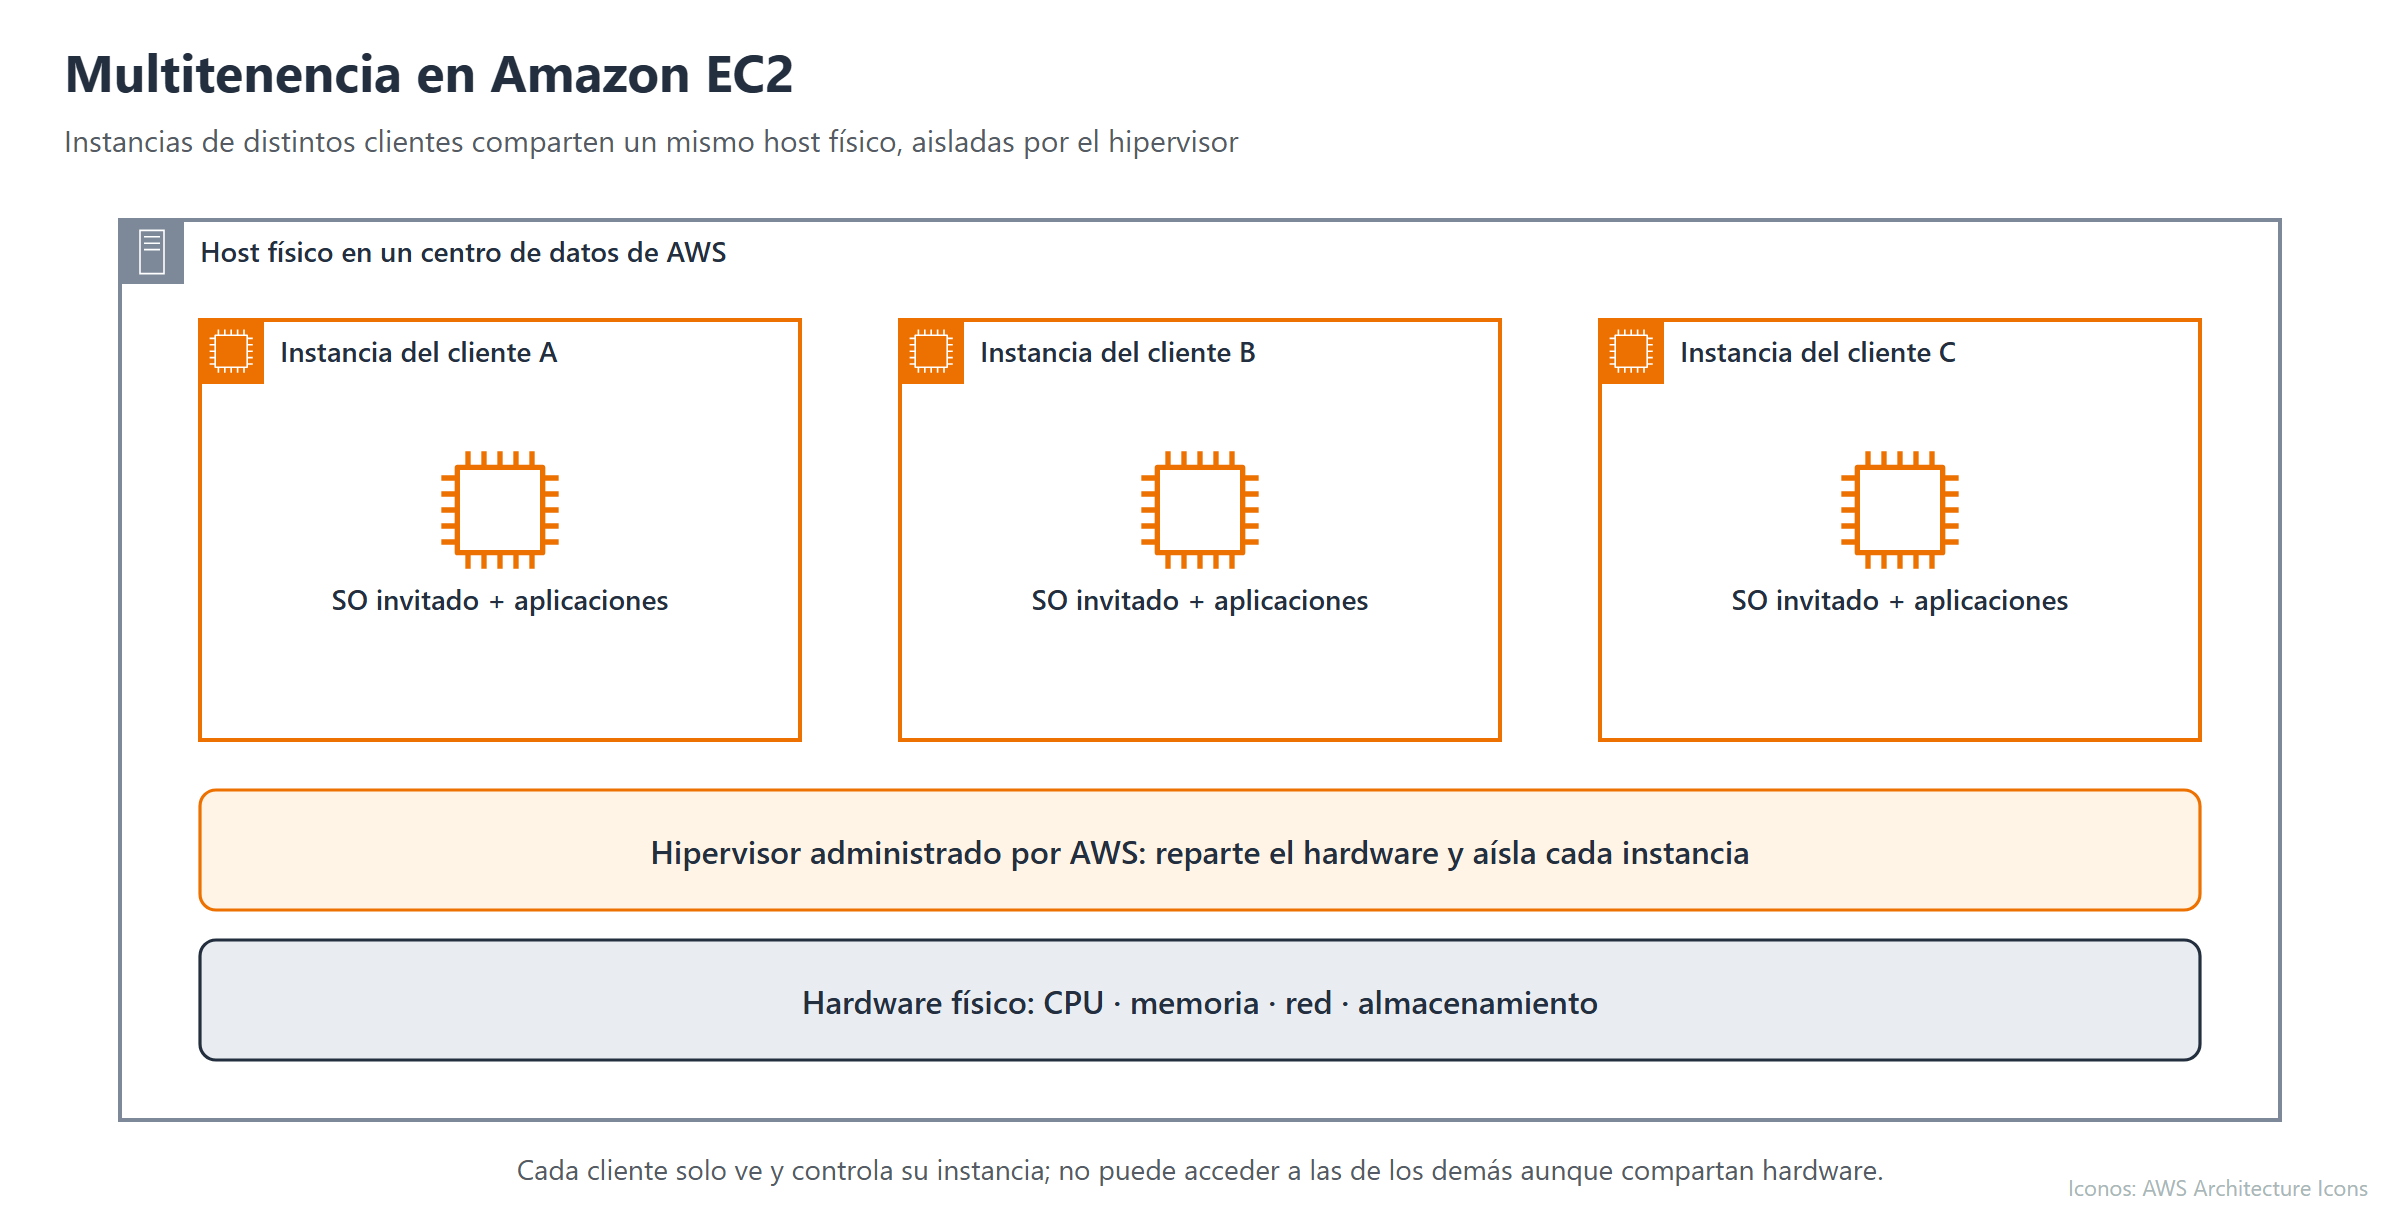 Multitenencia en Amazon EC2
Instancias de distintos clientes comparten un mismo host físico, aisladas por el hipervisor
Host físico en un centro de datos de AWS
Instancia del cliente A
Instancia del cliente B
Instancia del cliente C
SO invitado + aplicaciones
SO invitado + aplicaciones
SO invitado + aplicaciones
Hipervisor administrado por AWS: reparte el hardware y aísla cada instancia
Hardware físico: CPU · memoria · red · almacenamiento
Cada cliente solo ve y controla su instancia; no puede acceder a las de los demás aunque compartan hardware.
Iconos: AWS Architecture Icons